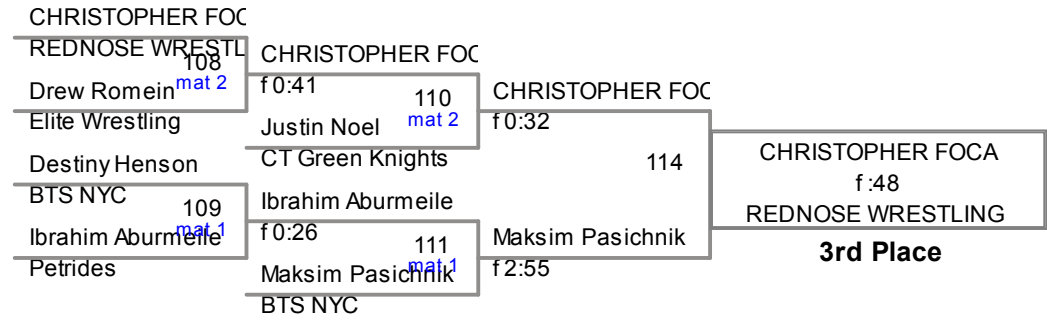 CHRISTOPHER FOC
REDNOSE WRESTL
108
mat 2
Drew Romein
Elite Wrestling
Destiny Henson
BTS NYC
109
mat 1
Ibrahim Aburmeile
Petrides
CHRISTOPHER FOC
f 0:41
110
mat 2
Justin Noel
CT Green Knights
Ibrahim Aburmeile
f 0:26
111
mat 1
Maksim Pasichnik
BTS NYC
CHRISTOPHER FOC
f 0:32
114
Maksim Pasichnik
f 2:55
CHRISTOPHER FOCA
f :48
REDNOSE WRESTLING
3rd Place